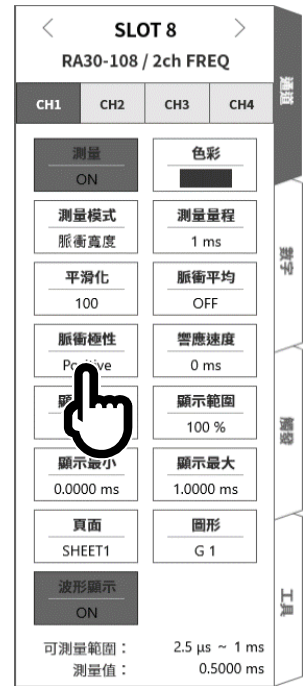 SLOT 8
RA30-108 / 2ch FREQ
CH1 CH2 CH3 CH4
測量 色彩
ON
測量模式 測量量程
脈衝寬度 1 ms
平滑化 脈衝平均
100 OFF
脈衝極性 響應速度
0 ms
顯示範圍
100 %
顯示最小 顯示最大
0.0000 ms 1.0000 ms
頁面 圖形
SHEET1 G 1
波形顯示
ON
可測量範圍： 2.5 µs ~ 1 ms
測量值： 0.5000 ms
通道
數字
觸發
工具